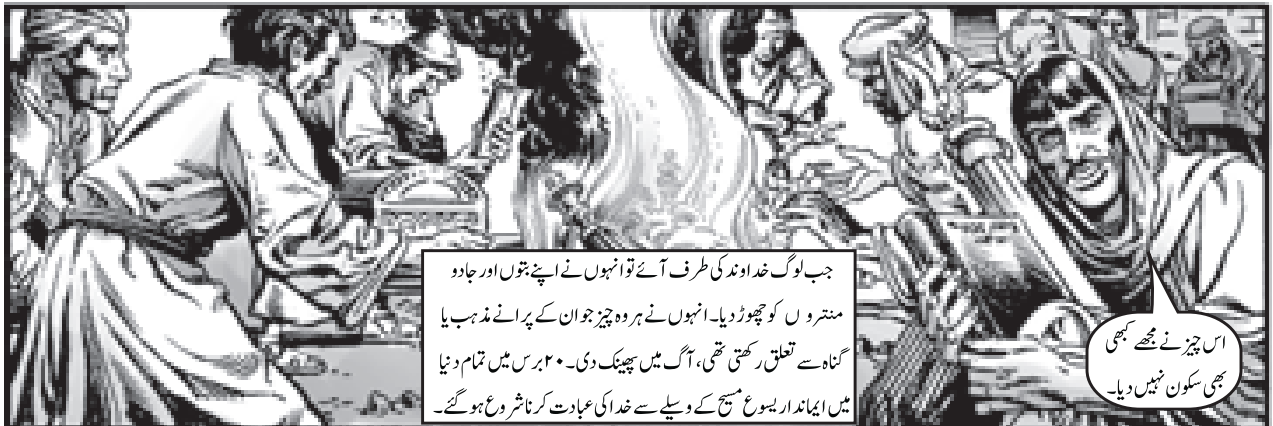 جب لوگ خداوند کی طرف آئے تو انہوں نے اپنے بتوں اور جادو
منتروں کو چھوڑ دیا۔ انہوں نے ہر وہ چیز جو ان کے پرانے مذہب یا
گناہ سے تعلق رکھتی تھی، آگ میں پھینک دی۔ ۲۰ برس میں تمام دنیا
میں ایماندار یسوع مسیح کے وسیلے سے خدا کی عبادت کرنا شروع ہو گئے۔
اس چیز نے مجھے کبھی
بھی سکون نہیں دیا۔